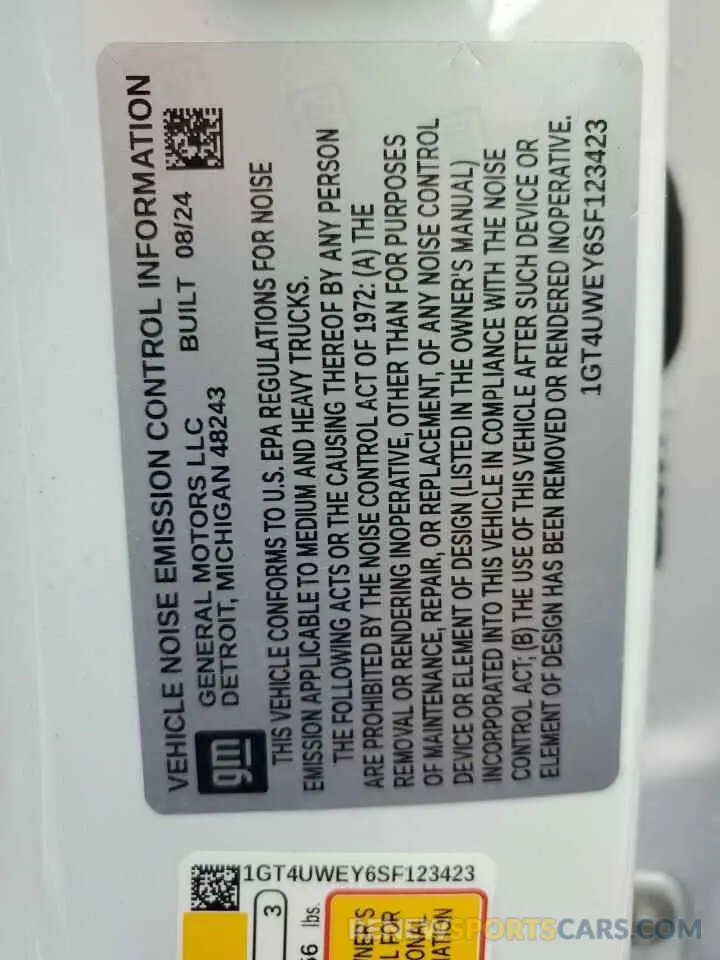 VEHICLE NOISE EMISSION CONTROL INFORMATION
GENERAL MOTORS LLC BUILT 08/24
DETROIT, MICHIGAN 48243
gm
THIS VEHICLE CONFORMS TO U.S. EPA REGULATIONS FOR NOISE
EMISSION APPLICABLE TO MEDIUM AND HEAVY TRUCKS.
THE FOLLOWING ACTS OR THE CAUSING THEREOF BY ANY PERSON
ARE PROHIBITED BY THE NOISE CONTROL ACT OF 1972: (A) THE
REMOVAL OR RENDERING INOPERATIVE, OTHER THAN FOR PURPOSES
OF MAINTENANCE, REPAIR, OR REPLACEMENT, OF ANY NOISE CONTROL
DEVICE OR ELEMENT OF DESIGN (LISTED IN THE OWNER'S MANUAL)
INCORPORATED INTO THIS VEHICLE IN COMPLIANCE WITH THE NOISE
CONTROL ACT; (B) THE USE OF THIS VEHICLE AFTER SUCH DEVICE OR
ELEMENT OF DESIGN HAS BEEN REMOVED OR RENDERED INOPERATIVE.
1GT4UWEY6SF123423
1GT4UWEY6SF123423
3
lbs.
FOR